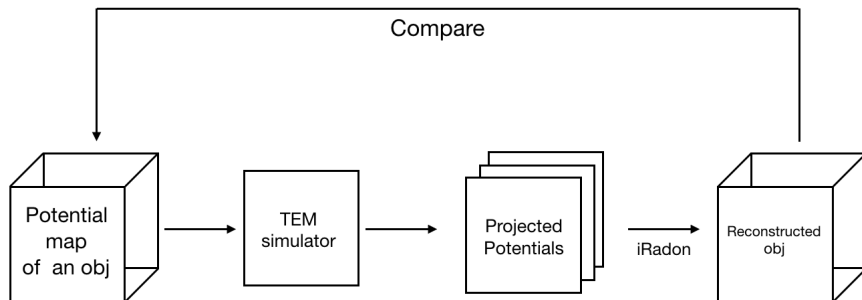 Compare
Potential
map
of an obj
TEM
simulator
Projected
Potentials
iRadon
Reconstructed
obj